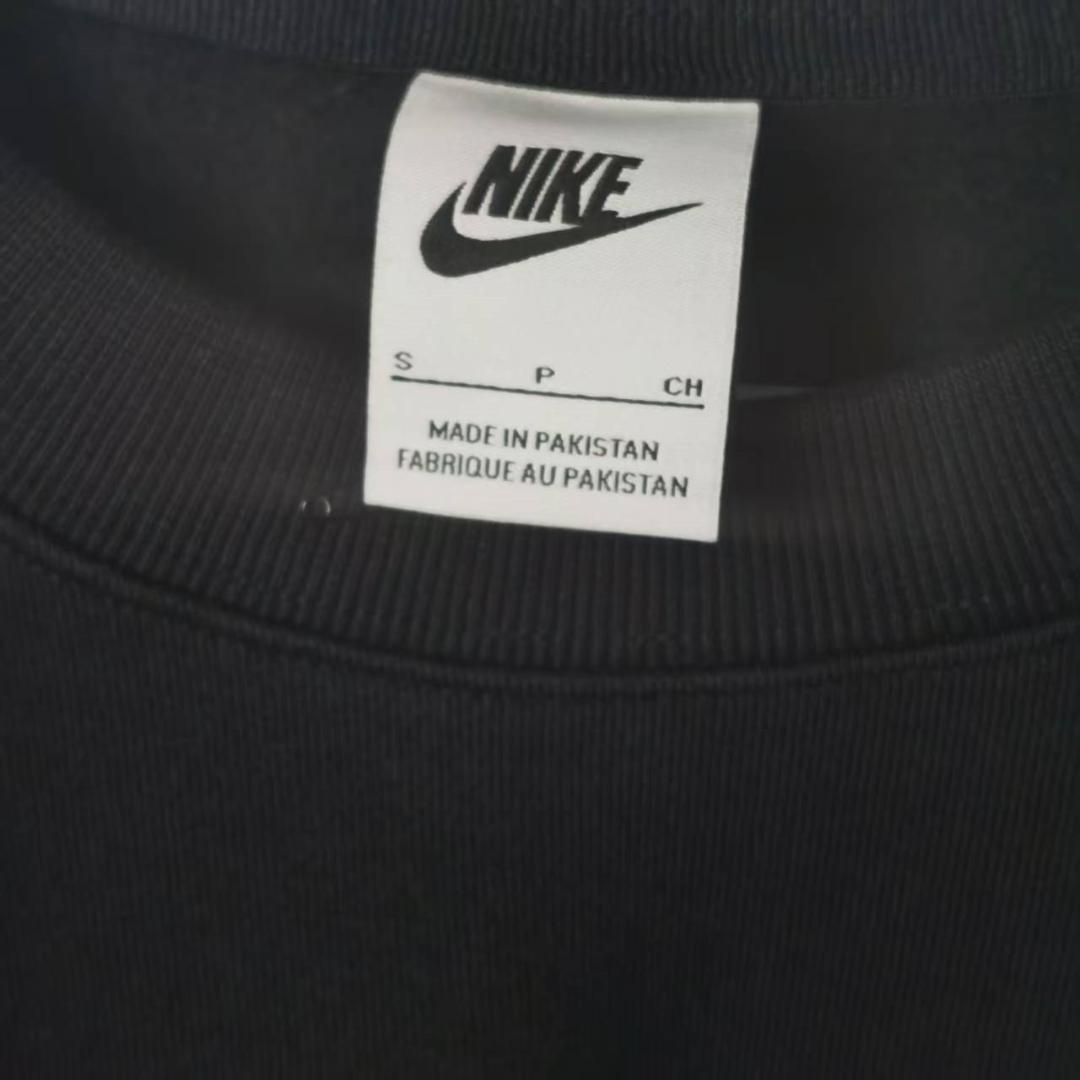 NIKE
S P CH
MADE IN PAKISTAN
FABRIQUE AU PAKISTAN